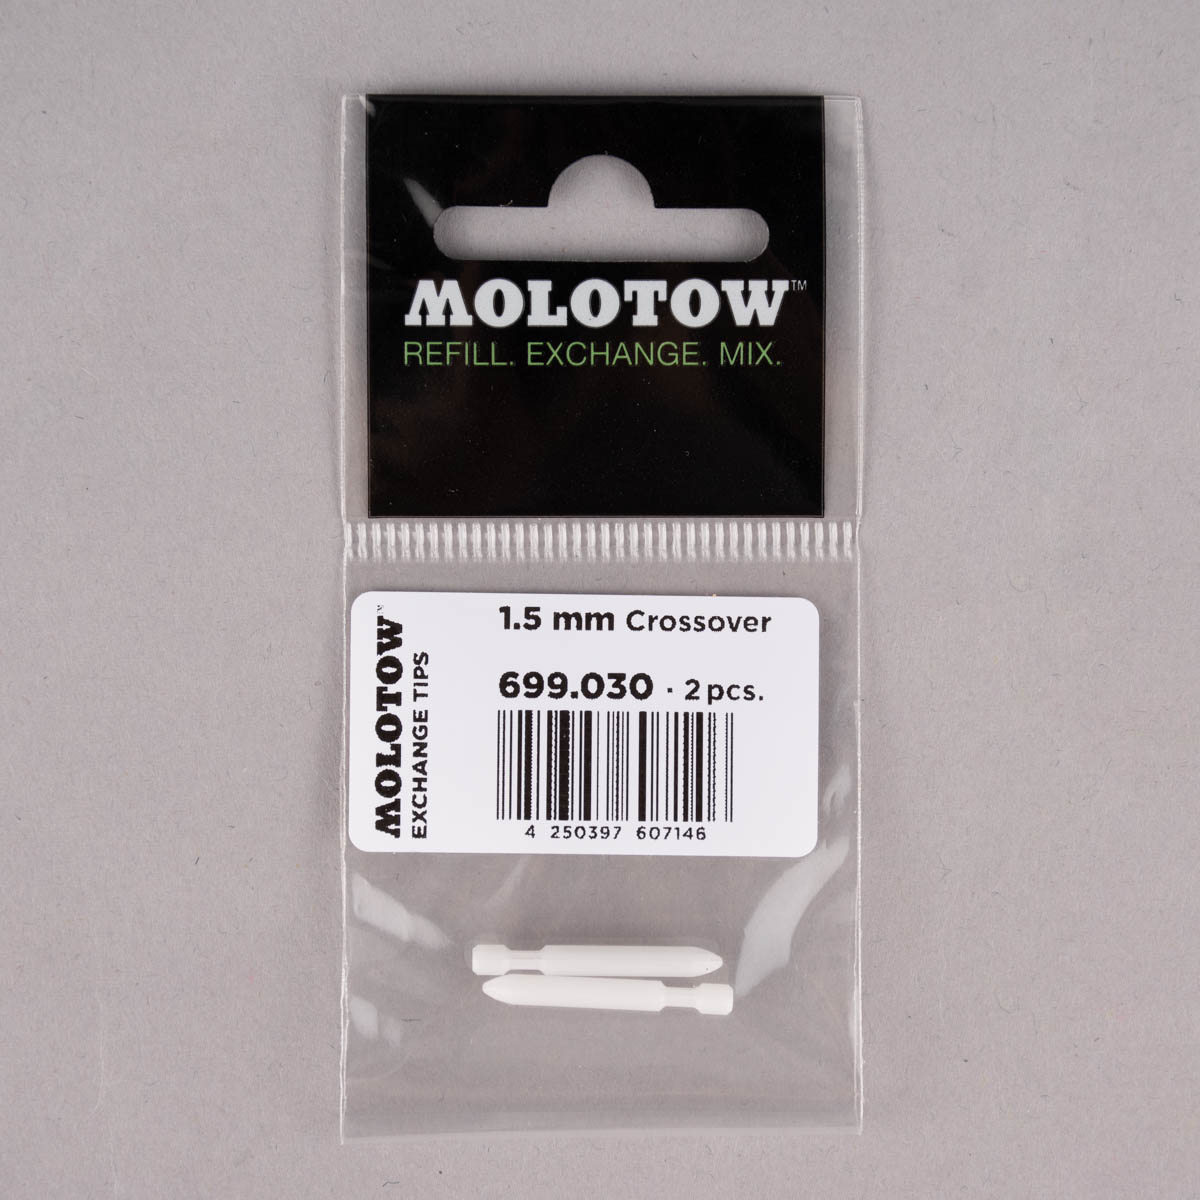 MOLOTOW™
REFILL. EXCHANGE. MIX.
MOLOTOW™
EXCHANGE TIPS
1.5 mm Crossover
699.030 · 2 pcs.
4 250397 607146